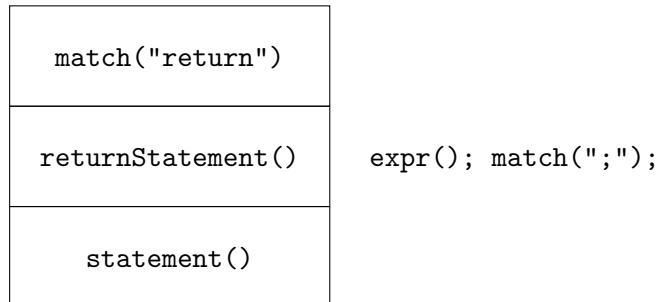 match("return")
returnStatement() expr(); match(";");
statement()